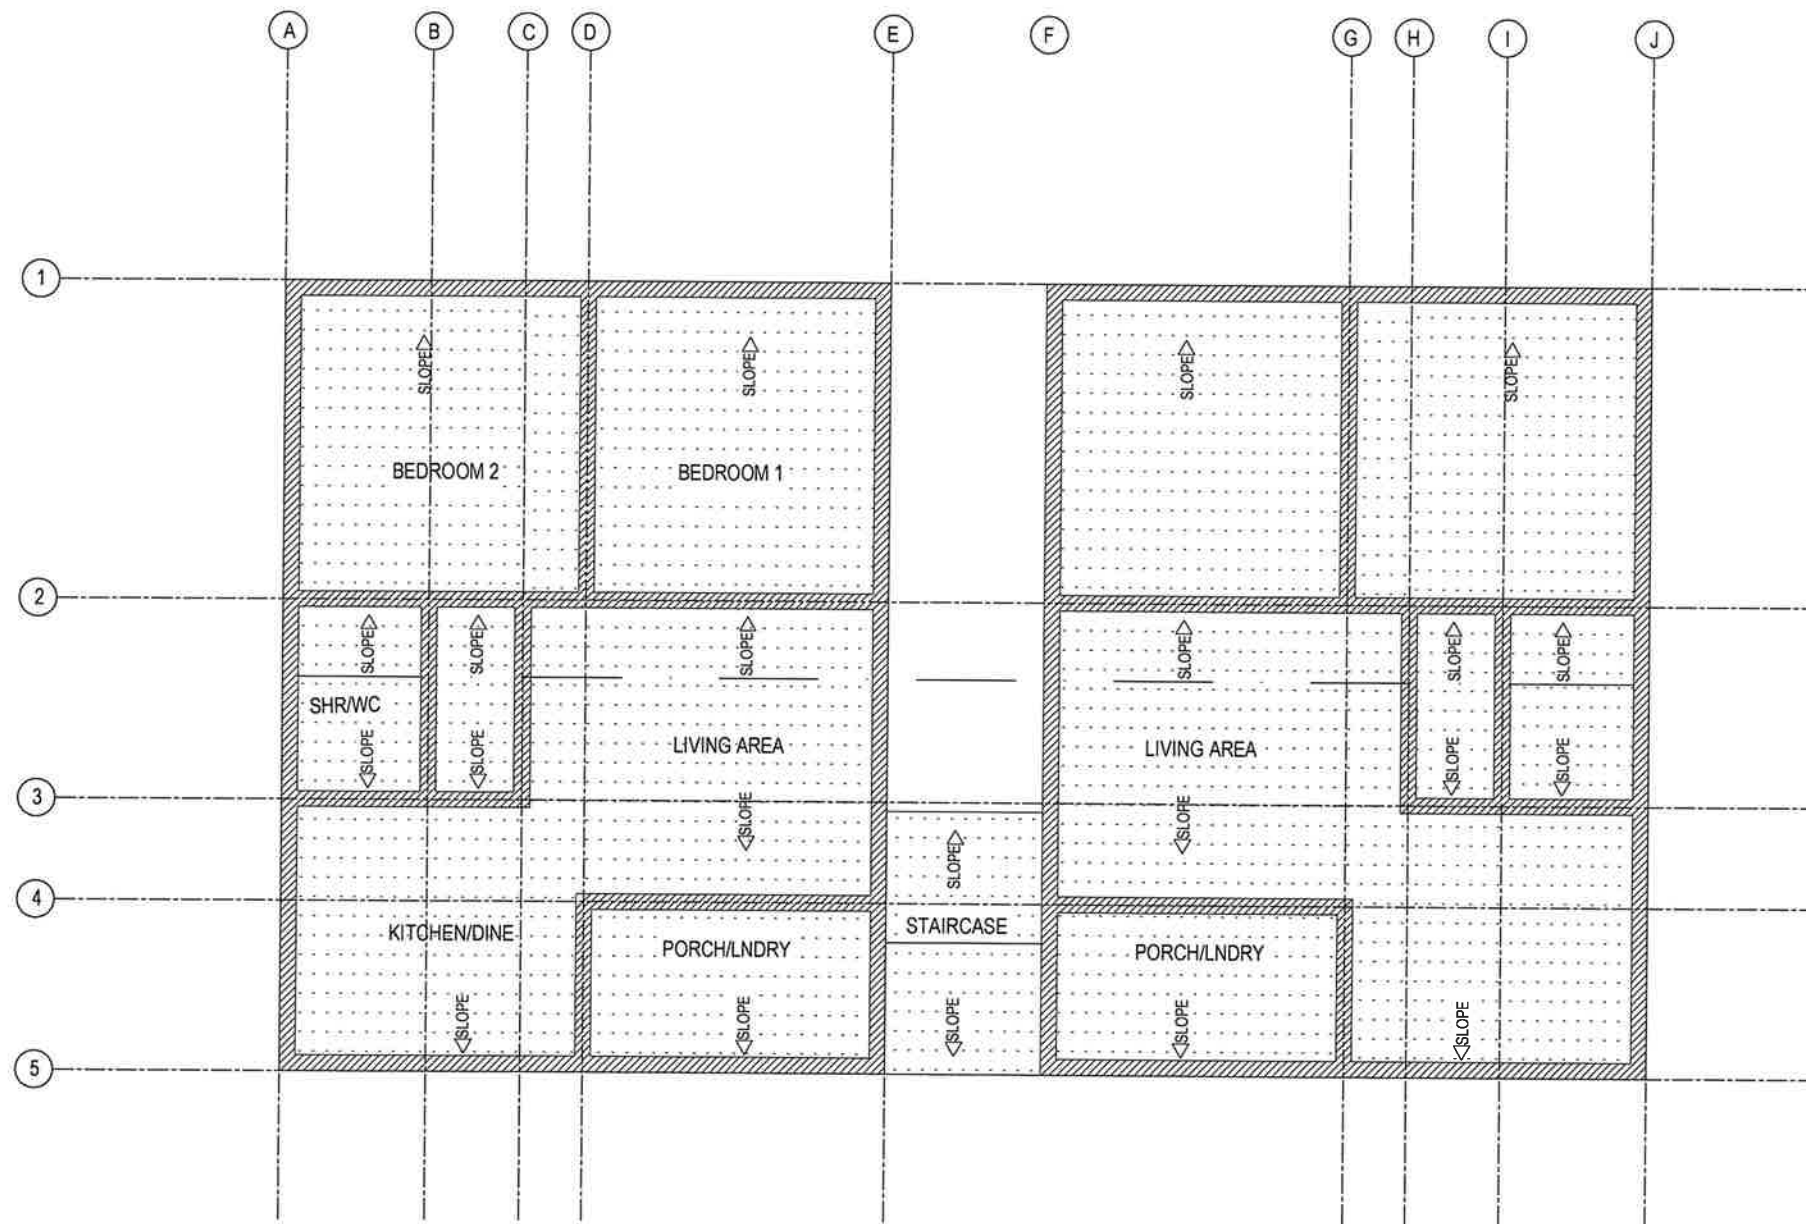 A B C D E F G H I J
1
SLOPE SLOPE SLOPE SLOPE
BEDROOM 2 BEDROOM 1
2
SLOPE SLOPE SLOPE SLOPE SLOPE SLOPE
SHR/WC
LIVING AREA LIVING AREA
SLOPE SLOPE SLOPE SLOPE
3
SLOPE SLOPE SLOPE
4
KITCHEN/DINE STAIRCASE
PORCH/LNDRY PORCH/LNDRY
SLOPE SLOPE SLOPE SLOPE SLOPE
5